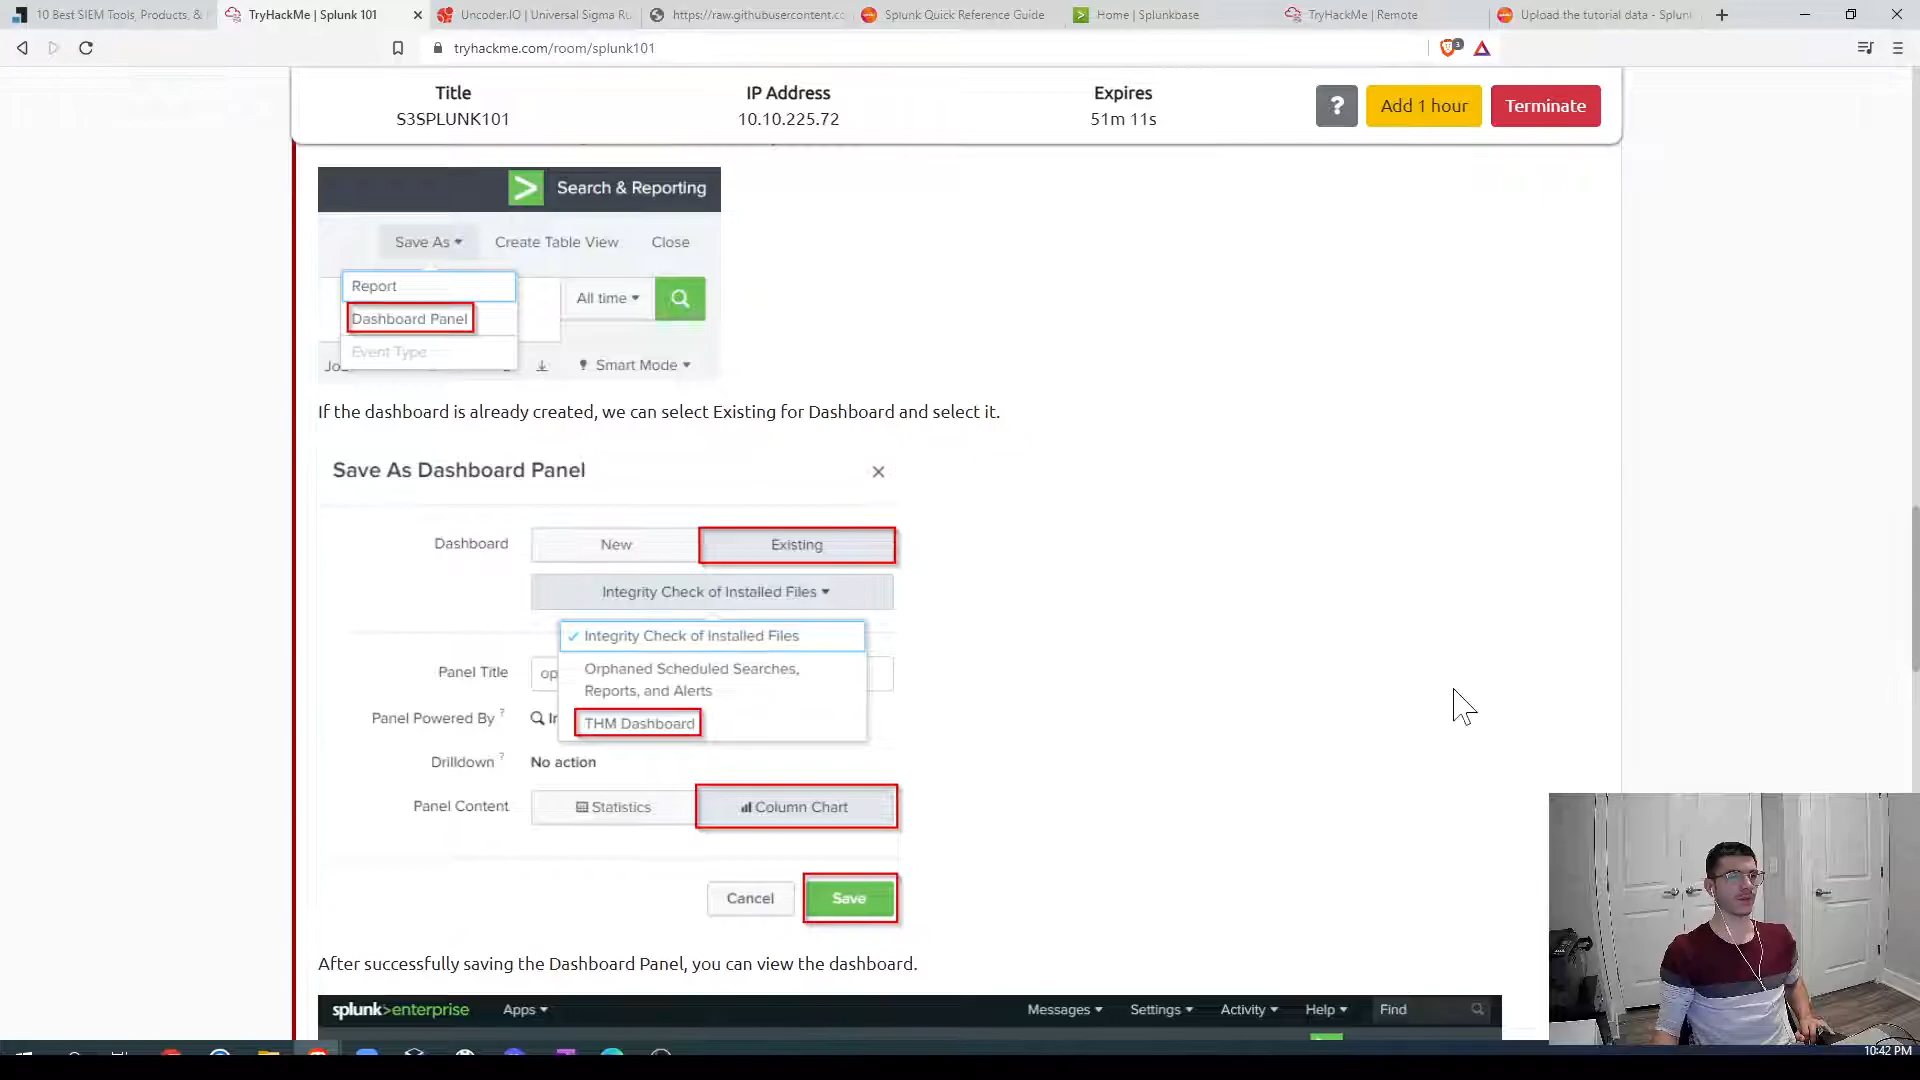 10 Best SIEM Tools, Products, &
TryHackMe | Splunk 101
Uncoder.IO | Universal Sigma Ru
https://raw.githubusercontent.c
Splunk Quick Reference Guide
Home | Splunkbase
TryHackMe | Remote
Upload the tutorial data - Splun
tryhackme.com/room/splunk101
3
Title
S3SPLUNK101
IP Address
10.10.225.72
Expires
51m 11s
?
Add 1 hour
Terminate
Search & Reporting
Save As
Create Table View
Close
Report
Dashboard Panel
Event Type
All time
Smart Mode
If the dashboard is already created, we can select Existing for Dashboard and select it.
Save As Dashboard Panel
Dashboard
New
Existing
Integrity Check of Installed Files
Integrity Check of Installed Files
Orphaned Scheduled Searches,
Reports, and Alerts
THM Dashboard
Panel Title
op
Panel Powered By ?
Drilldown ?
No action
Panel Content
Statistics
Column Chart
Cancel
Save
After successfully saving the Dashboard Panel, you can view the dashboard.
splunk>enterprise
Apps
Messages
Settings
Activity
Help
Find
10:42 PM